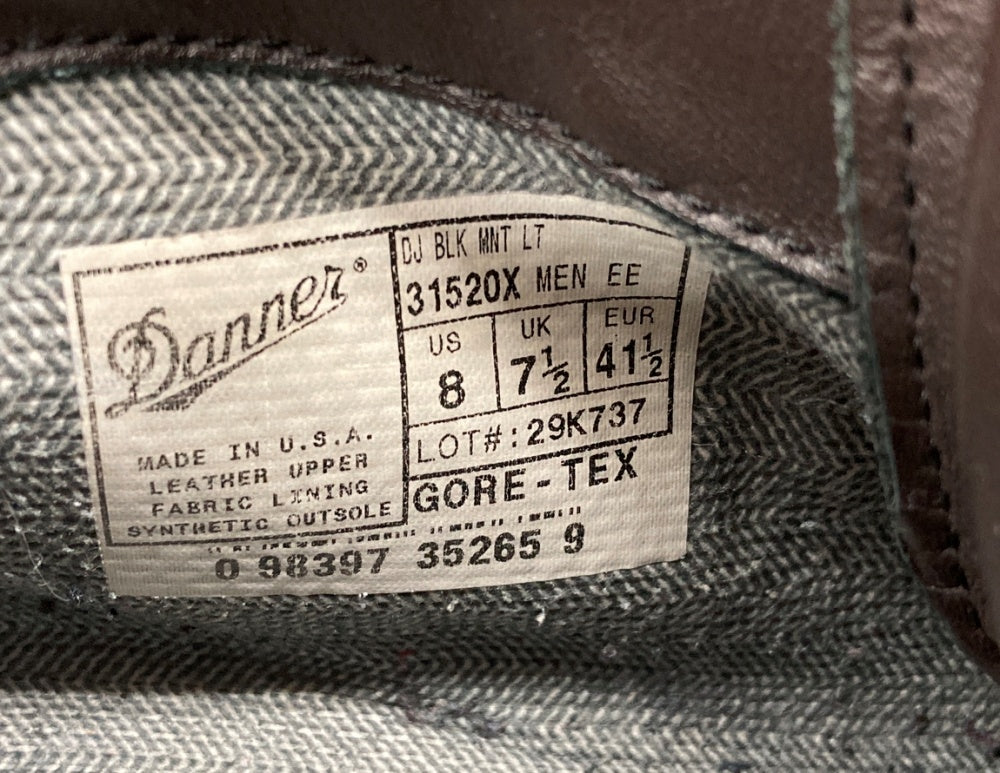 Danner®
MADE IN U.S.A.
LEATHER UPPER
FABRIC LINING
SYNTHETIC OUTSOLE
DJ BLK MNT LT
31520X MEN EE
US UK EUR
8 7½ 41½
LOT#: 29K737
GORE-TEX
0 98397 35265 9